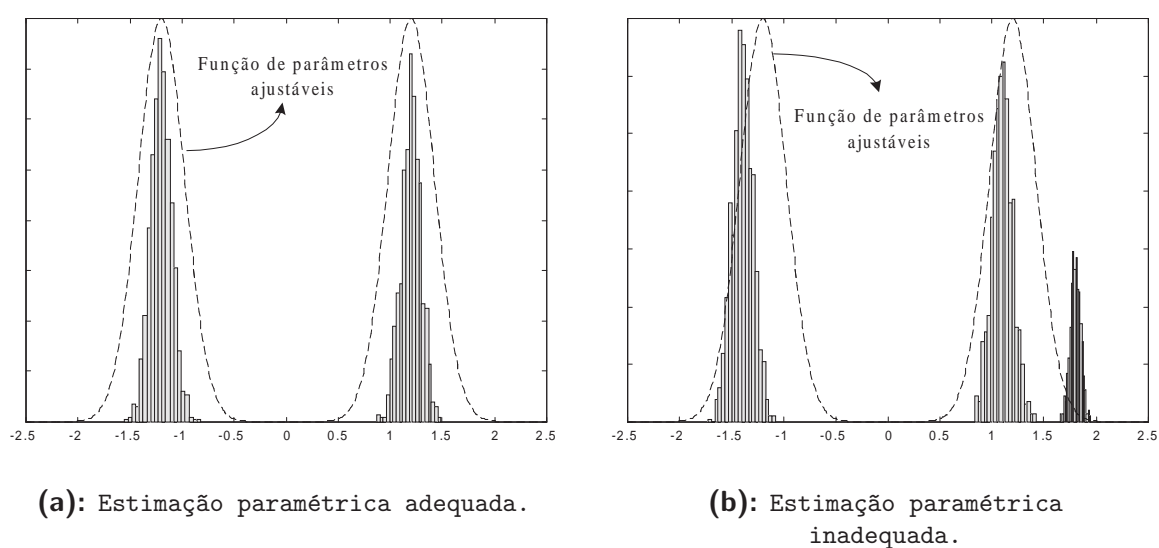 Função de parâmetros
ajustáveis
-2.5 -2 -1.5 -1 -0.5 0 0.5 1 1.5 2 2.5
(a): Estimação paramétrica adequada.
Função de parâmetros
ajustáveis
-2.5 -2 -1.5 -1 -0.5 0 0.5 1 1.5 2 2.5
(b): Estimação paramétrica
inadequada.